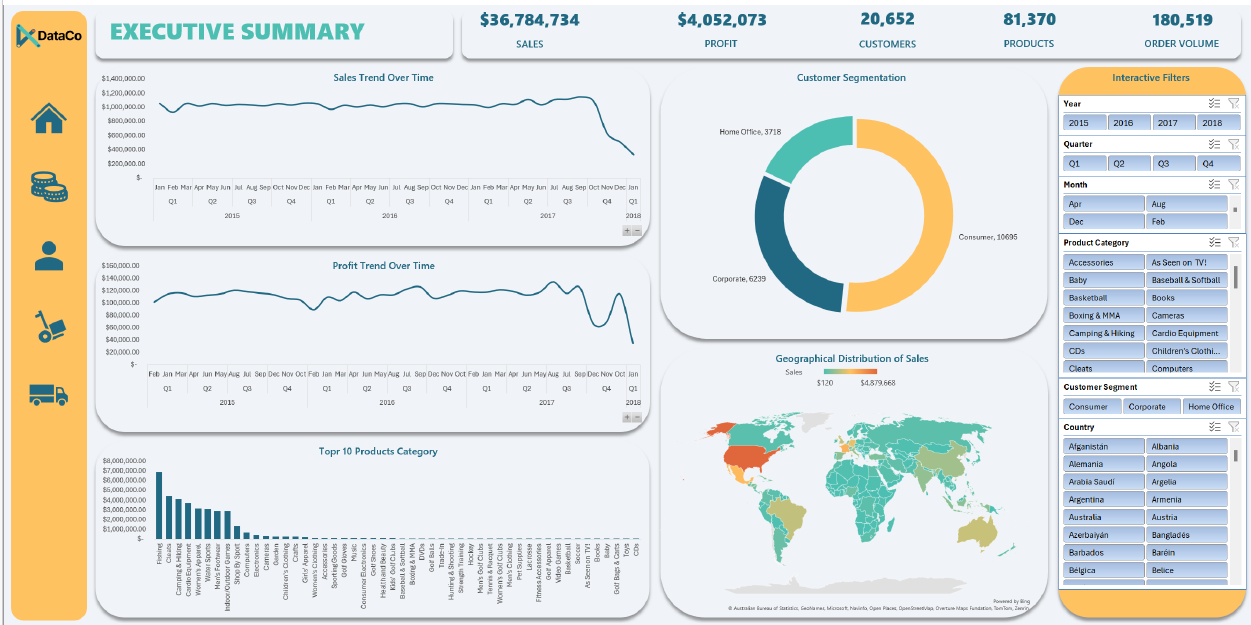 DataCo
EXECUTIVE SUMMARY
$36,784,734
$4,052,073
20,652
81,370
180,519
SALES
PROFIT
CUSTOMERS
PRODUCTS
ORDER VOLUME
Sales Trend Over Time
$1,400,000.00
$1,200,000.00
$1,000,000.00
$800,000.00
$600,000.00
$400,000.00
$200,000.00
$-
Jan Feb Mar Apr May Jun Jul Aug Sep Oct Nov Dec Jan Feb Mar Apr May Jun Jul Aug Sep Oct Nov Dec Jan Feb Mar Apr May Jun Jul Aug Sep Oct Nov Dec Jan
Q1 Q2 Q3 Q4 Q1 Q2 Q3 Q4 Q1 Q2 Q3 Q4 Q1
2015 2016 2017 2018
Profit Trend Over Time
$160,000.00
$140,000.00
$120,000.00
$100,000.00
$80,000.00
$60,000.00
$40,000.00
$20,000.00
$-
Feb Mar Apr May Jun Jul Aug Sep Oct Nov Dec Jan Feb Mar Apr May Jun Jul Aug Sep Oct Nov Dec Jan Feb Mar Apr May Jun Jul Aug Sep Oct Dec Nov Oct Jan
Q1 Q2 Q3 Q4 Q1 Q2 Q3 Q4 Q1 Q2 Q3 Q4 Q1
2015 2016 2017 2018
Topr 10 Products Category
$8,000,000.00
$7,000,000.00
$6,000,000.00
$5,000,000.00
$4,000,000.00
$3,000,000.00
$2,000,000.00
$1,000,000.00
$-
Fishing
Cleats
Camping & Hiking
Cardio Equipment
Women's Apparel
Water Sports
Men's Footwear
Indoor/Outdoor Games
Shop By Sport
Computers
Electronics
Cameras
Garden
Children's Clothing
Crafts
Girls' Apparel
Women's Clothing
Accessories
Sporting Goods
Golf Gloves
Music
Consumer Electronics
Golf Shoes
Health and Beauty
Kids' Golf Clubs
Baseball & Softball
Boxing & MMA
DVDs
Golf Balls
Trade-In
Hunting & Shooting
Strength Training
Hockey
Men's Golf Clubs
Tennis & Racquet
Women's Golf Clubs
Men's Clothing
Pet Supplies
Lacrosse
Fitness Accessories
Golf Apparel
Video Games
Basketball
Soccer
As Seen on TV!
Books
Baby
Golf Bags & Carts
Toys
CDs
Customer Segmentation
Home Office, 3718
Consumer, 10695
Corporate, 6239
Geographical Distribution of Sales
Sales
$120 $4,879,668
Powered by Bing
© Australian Bureau of Statistics, GeoNames, Microsoft, Navinfo, Open Places, OpenStreetMap, Overture Maps Fundation, TomTom, Zenrin
Interactive Filters
Year
2015 2016 2017 2018
Quarter
Q1 Q2 Q3 Q4
Month
Apr Aug
Dec Feb
Product Category
Accessories As Seen on TV!
Baby Baseball & Softball
Basketball Books
Boxing & MMA Cameras
Camping & Hiking Cardio Equipment
CDs Children's Clothi...
Cleats Computers
Customer Segment
Consumer Corporate Home Office
Country
Afganistán Albania
Alemania Angola
Arabia Saudí Argelia
Argentina Armenia
Australia Austria
Azerbaiyán Bangladés
Barbados Baréin
Bélgica Belice